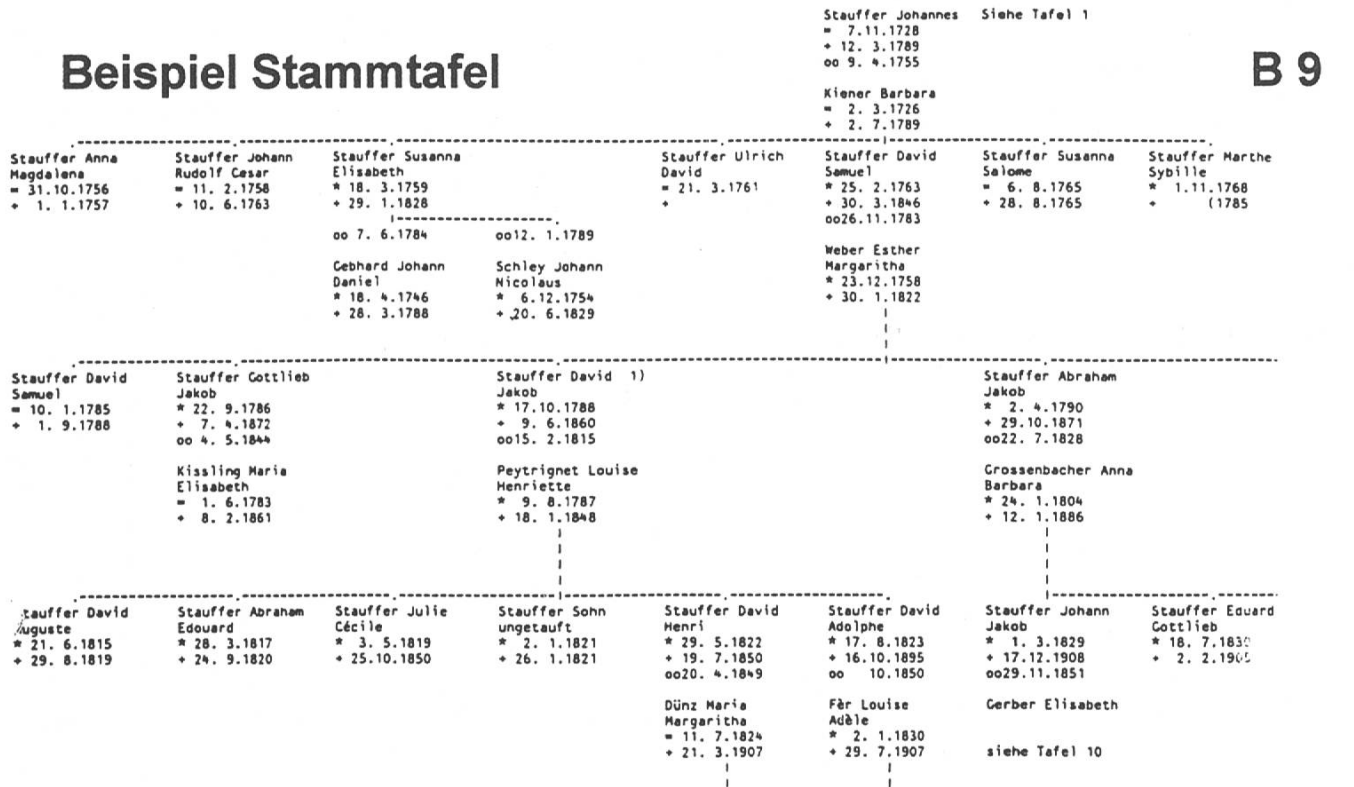 Beispiel Stammtafel
B 9
Stauffer Johannes Siehe Tafel 1
= 7.11.1728
+ 12. 3.1789
oo 9. 4.1755
Kiener Barbara
= 2. 3.1726
+ 2. 7.1789
Stauffer Anna
Magdalena
= 31.10.1756
+ 1. 1.1757
Stauffer Johann
Rudolf Cesar
= 11. 2.1758
+ 10. 6.1763
Stauffer Susanna
Elisabeth
* 18. 3.1759
+ 29. 1.1828
oo 7. 6.1784
Gebhard Johann
Daniel
* 18. 4.1746
+ 28. 3.1788
oo12. 1.1789
Schley Johann
Nicolaus
* 6.12.1754
+ 20. 6.1829
Stauffer Ulrich
David
= 21. 3.1761
+
Stauffer David
Samuel
* 25. 2.1763
+ 30. 3.1846
oo26.11.1783
Weber Esther
Margaritha
* 23.12.1758
+ 30. 1.1822
Stauffer Susanna
Salome
= 6. 8.1765
+ 28. 8.1765
Stauffer Marthe
Sybille
* 1.11.1768
+ (1785
Stauffer David
Samuel
= 10. 1.1785
+ 1. 9.1788
Stauffer Gottlieb
Jakob
* 22. 9.1786
+ 7. 4.1872
oo 4. 5.1844
Kissling Maria
Elisabeth
= 1. 6.1783
+ 8. 2.1861
Stauffer David 1)
Jakob
* 17.10.1788
+ 9. 6.1860
oo15. 2.1815
Peytrignet Louise
Henriette
* 9. 8.1787
+ 18. 1.1848
Stauffer Abraham
Jakob
* 2. 4.1790
+ 29.10.1871
oo22. 7.1828
Grossenbacher Anna
Barbara
* 24. 1.1804
+ 12. 1.1886
tauffer David
Auguste
* 21. 6.1815
+ 29. 8.1819
Stauffer Abraham
Edouard
* 28. 3.1817
+ 24. 9.1820
Stauffer Julie
Cécile
* 3. 5.1819
+ 25.10.1850
Stauffer Sohn
ungetauft
* 2. 1.1821
+ 26. 1.1821
Stauffer David
Henri
* 29. 5.1822
+ 19. 7.1850
oo20. 4.1849
Dünz Maria
Margaritha
= 11. 7.1824
+ 21. 3.1907
Stauffer David
Adolphe
* 17. 8.1823
+ 16.10.1895
oo 10.1850
Fèr Louise
Adèle
* 2. 1.1830
+ 29. 7.1907
Stauffer Johann
Jakob
* 1. 3.1829
+ 17.12.1908
oo29.11.1851
Gerber Elisabeth
siehe Tafel 10
Stauffer Eduard
Gottlieb
* 18. 7.1830
+ 2. 2.1905